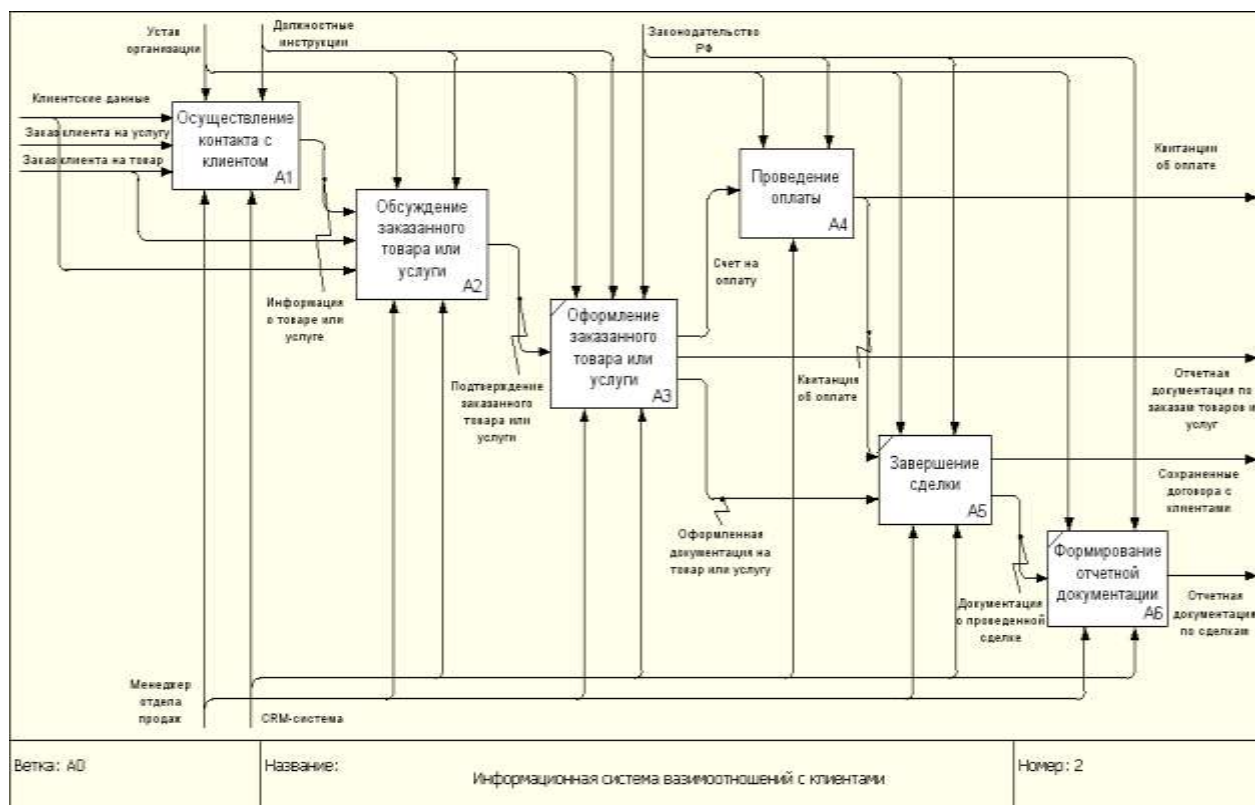 Устав
организации
Должностные
инструкции
Законодательство
РФ
Клиентские данные
Заказ клиента на услугу
Заказ клиента на товар
Осуществление
контакта с
клиентом
A1
Квитанции
об оплате
Проведение
оплаты
A4
Обсуждение
заказанного
товара или
услуги
A2
Счет на
оплату
Информация
о товаре или
услуге
Оформление
заказанного
товара или
услуги
A3
Подтверждение
заказанного
товара или
услуги
Квитанция
об оплате
Отчетная
документация по
заказам товаров и
услуг
Завершение
сделки
A5
Сохраненные
договора с
клиентами
Оформленная
документация на
товар или услугу
Формирование
отчетной
документации
A6
Документация
о проведенной
сделке
Отчетная
документация
по сделкам
Менеджер
отдела
продаж
CRM-система
Ветка: A0
Название:
Информационная система вазимоотношений с клиентами
Номер: 2